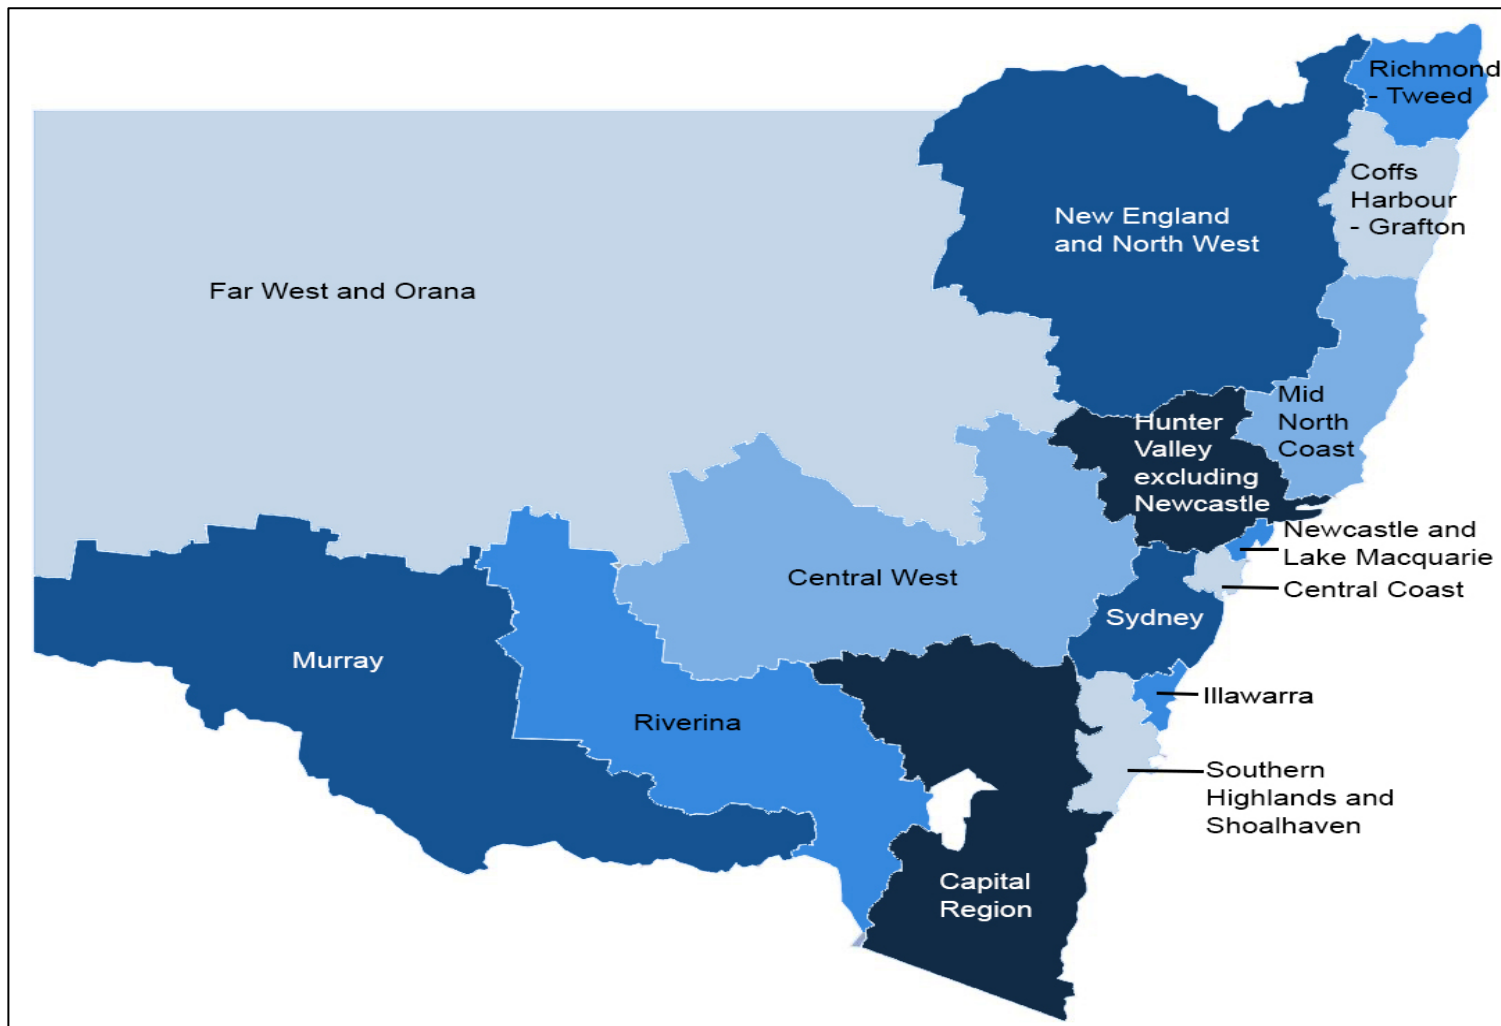 Richmond
- Tweed
Coffs
Harbour
- Grafton
New England
and North West
Far West and Orana
Mid
North
Coast
Hunter
Valley
excluding
Newcastle
Newcastle and
Lake Macquarie
Central West
Central Coast
Sydney
Murray
Illawarra
Riverina
Southern
Highlands and
Shoalhaven
Capital
Region